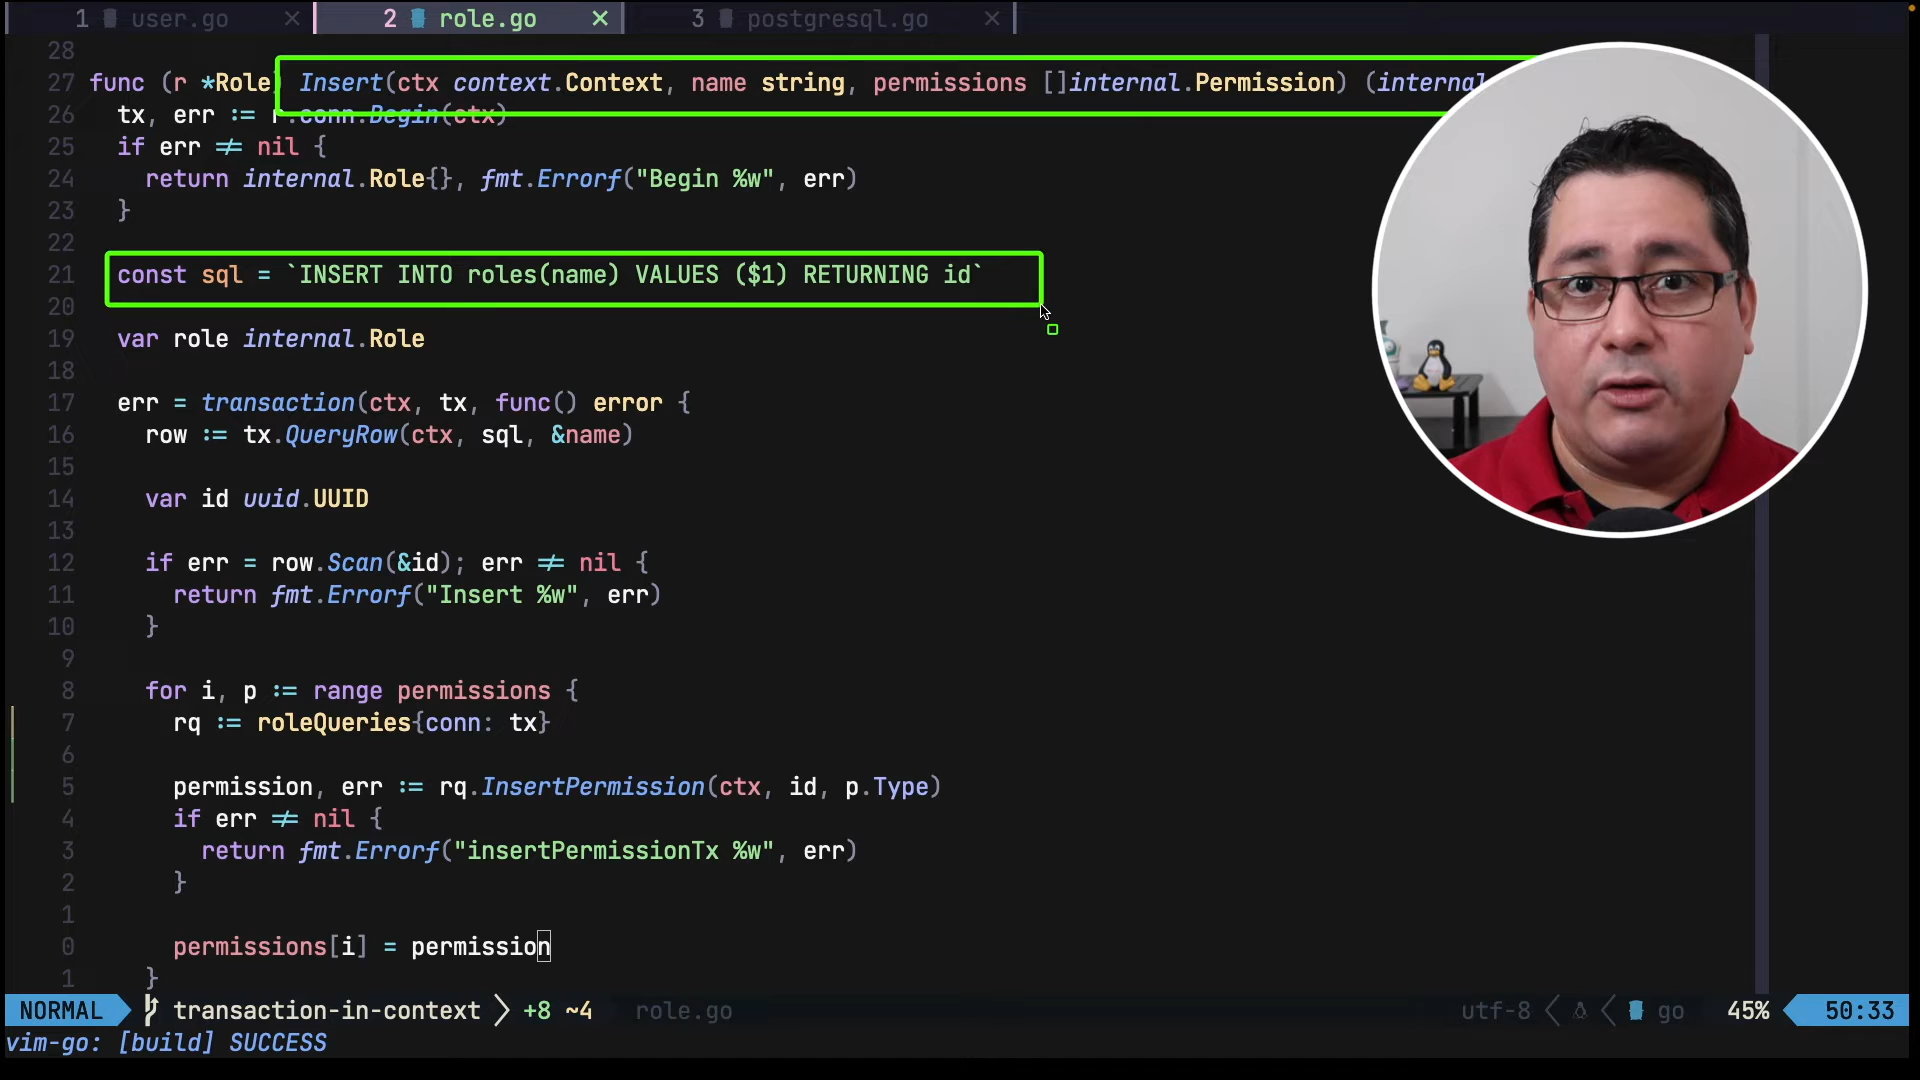 1 user.go ✕ 2 role.go ✕ 3 postgresql.go ✕
28
27 func (r *Role) Insert(ctx context.Context, name string, permissions []internal.Permission) (internal
26   tx, err := r.conn.Begin(ctx)
25   if err ≠ nil {
24     return internal.Role{}, fmt.Errorf("Begin %w", err)
23   }
22
21   const sql = `INSERT INTO roles(name) VALUES ($1) RETURNING id`
20
19   var role internal.Role
18
17   err = transaction(ctx, tx, func() error {
16     row := tx.QueryRow(ctx, sql, &name)
15
14     var id uuid.UUID
13
12     if err = row.Scan(&id); err ≠ nil {
11       return fmt.Errorf("Insert %w", err)
10     }
9
8     for i, p := range permissions {
7       rq := roleQueries{conn: tx}
6
5       permission, err := rq.InsertPermission(ctx, id, p.Type)
4       if err ≠ nil {
3         return fmt.Errorf("insertPermissionTx %w", err)
2       }
1
0       permissions[i] = permission
1     }
NORMAL transaction-in-context +8 ~4 role.go utf-8 go 45% 50:33
vim-go: [build] SUCCESS